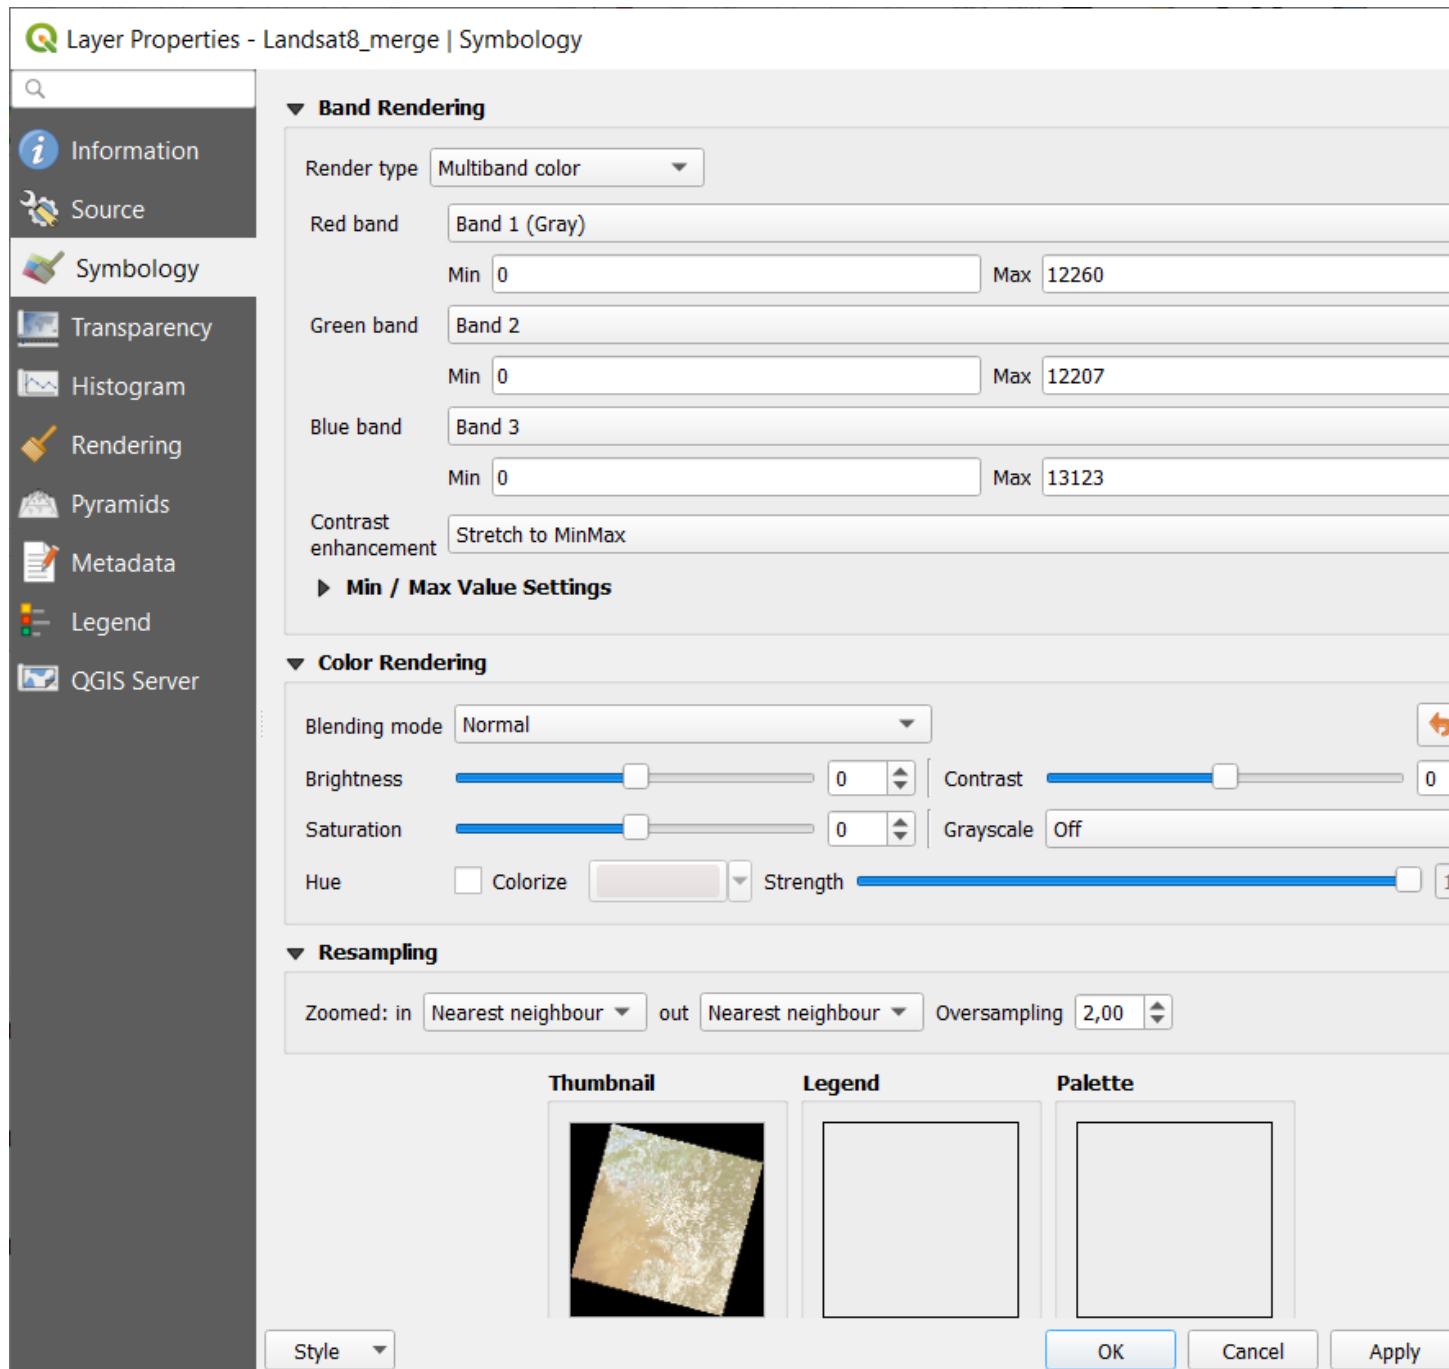 Layer Properties - Landsat8_merge | Symbology
Information
Source
Symbology
Transparency
Histogram
Rendering
Pyramids
Metadata
Legend
QGIS Server
Band Rendering
Render type Multiband color
Red band Band 1 (Gray)
Min 0 Max 12260
Green band Band 2
Min 0 Max 12207
Blue band Band 3
Min 0 Max 13123
Contrast enhancement Stretch to MinMax
Min / Max Value Settings
Color Rendering
Blending mode Normal
Brightness 0 Contrast 0
Saturation 0 Grayscale Off
Hue Colorize Strength
Resampling
Zoomed: in Nearest neighbour out Nearest neighbour Oversampling 2,00
Thumbnail Legend Palette
Style OK Cancel Apply